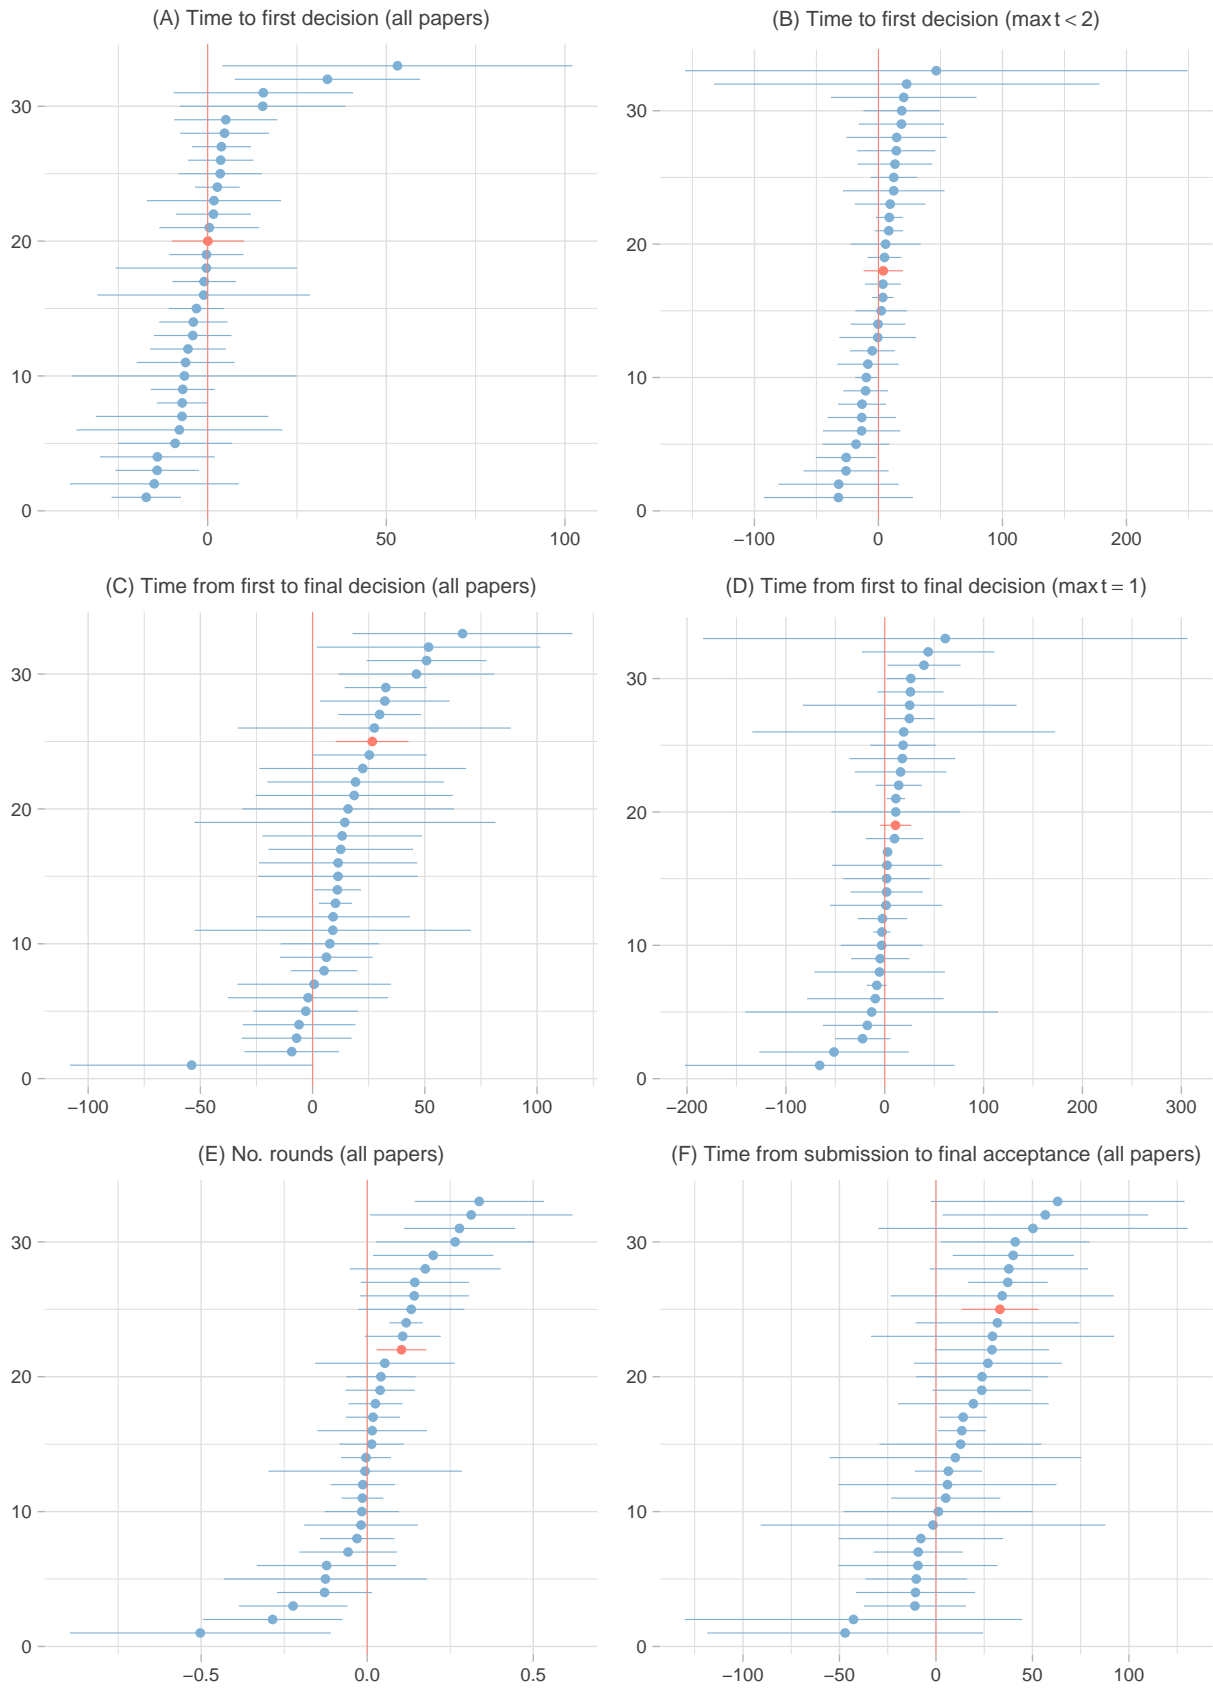 (A) Time to first decision (all papers)
30
20
10
0
0 50 100
(B) Time to first decision (max t < 2)
30
20
10
0
−100 0 100 200
(C) Time from first to final decision (all papers)
30
20
10
0
−100 −50 0 50 100
(D) Time from first to final decision (max t = 1)
30
20
10
0
−200 −100 0 100 200 300
(E) No. rounds (all papers)
30
20
10
0
−0.5 0.0 0.5
(F) Time from submission to final acceptance (all papers)
30
20
10
0
−100 −50 0 50 100